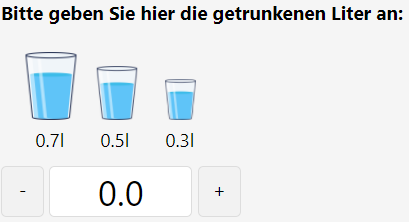 Bitte geben Sie hier die getrunkenen Liter an:
0.7l 0.5l 0.3l
- 0.0 +